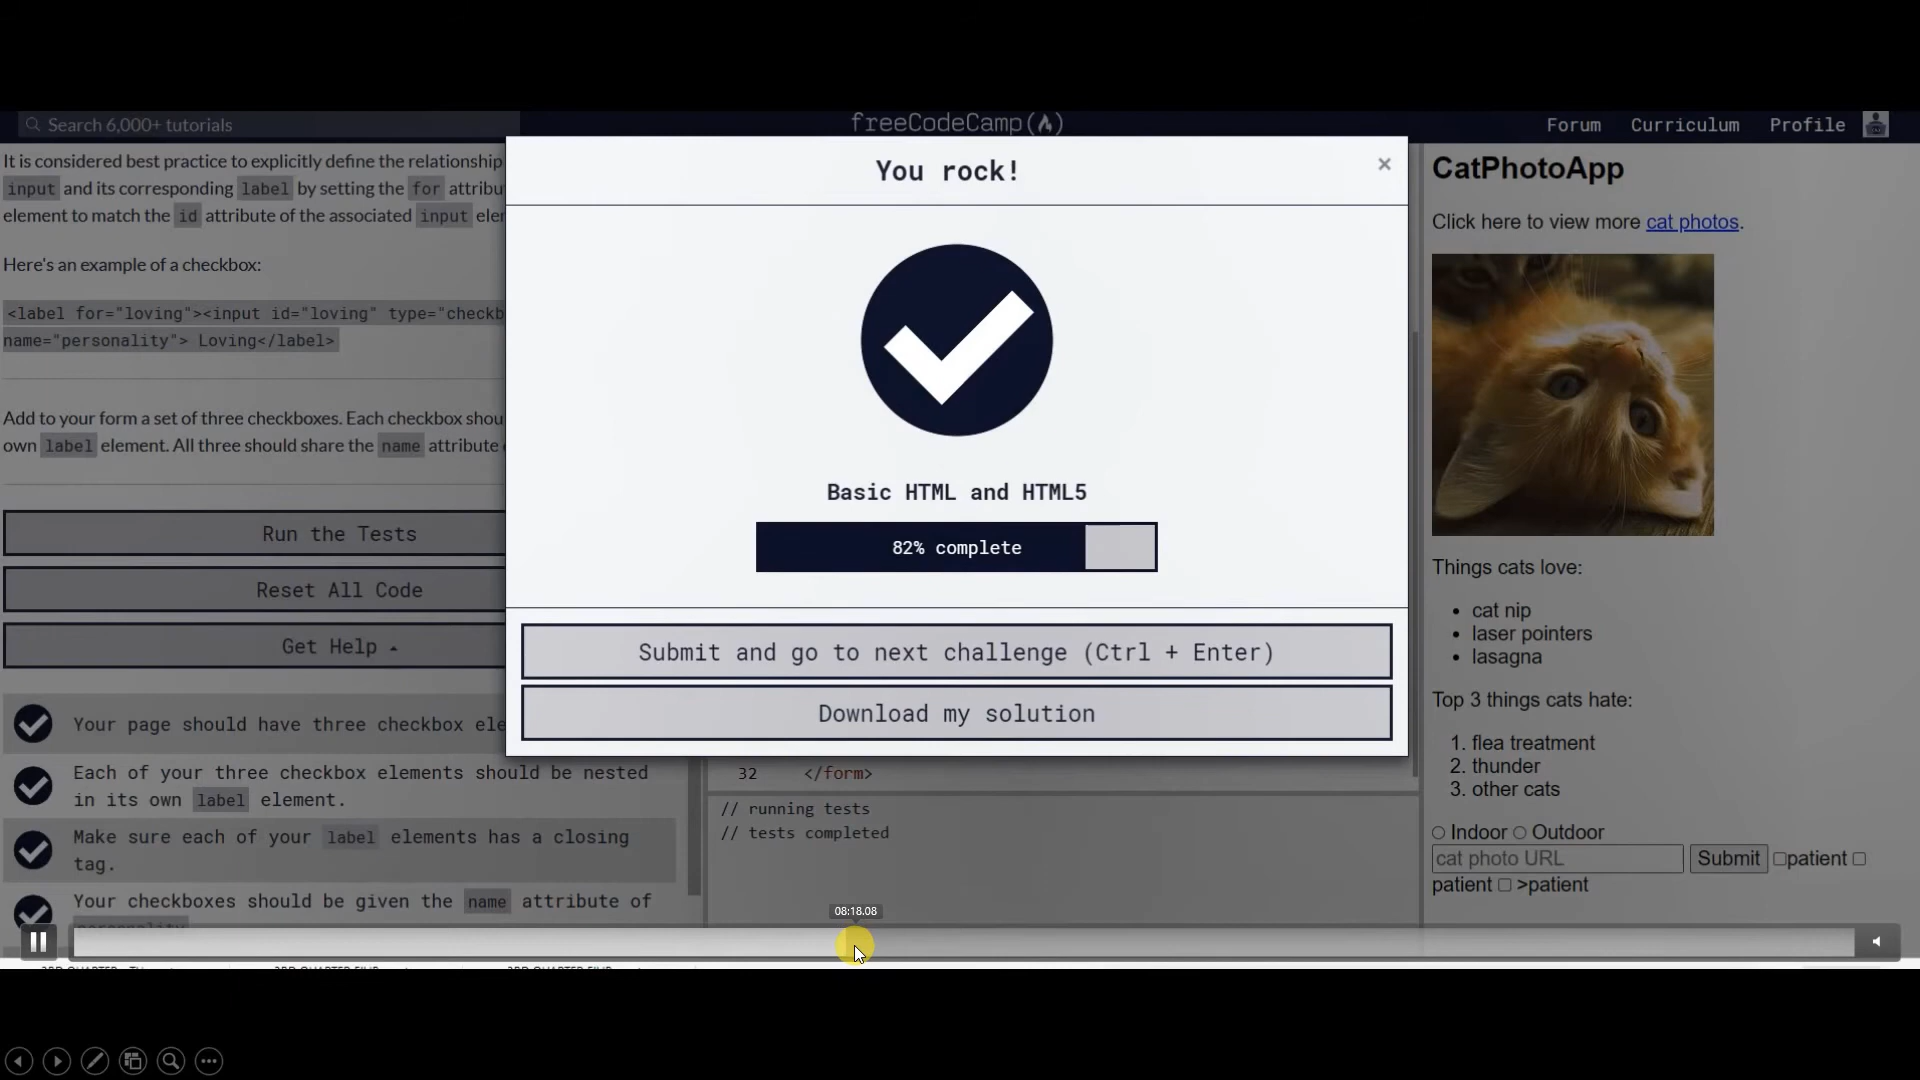 Search 6,000+ tutorials
freeCodeCamp
Forum Curriculum Profile
It is considered best practice to explicitly define the relationship
input and its corresponding label by setting the for
element to match the id attribute of the associated input
Here's an example of a checkbox:
<label for="loving"><input id="loving"
name="personality"> Loving</label>
Add to your form a set of three checkboxes. Each checkbox
own label element. All three should share the name attribute
Run the Tests
Reset All Code
Get Help
Your page should have three checkbox
Each of your three checkbox elements should be nested
in its own label element.
Make sure each of your label elements has a closing
tag.
Your checkboxes should be given the name attribute of
You rock!
×
Basic HTML and HTML5
82% complete
Submit and go to next challenge (Ctrl + Enter)
Download my solution
32 </form>
// running tests
// tests completed
CatPhotoApp
Click here to view more cat photos.
Things cats love:
• cat nip
• laser pointers
• lasagna
Top 3 things cats hate:
1. flea treatment
2. thunder
3. other cats
Indoor Outdoor
cat photo URL Submit patient
patient >patient
08:18.08